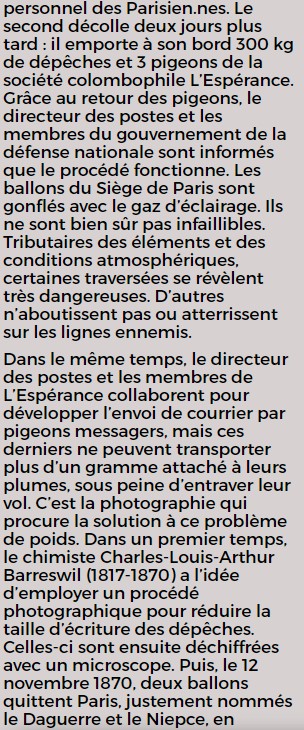 personnel des Parisien.nes. Le
second décolle deux jours plus
tard : il emporte à son bord 300 kg
de dépêches et 3 pigeons de la
société colombophile L’Espérance.
Grâce au retour des pigeons, le
directeur des postes et les
membres du gouvernement de la
défense nationale sont informés
que le procédé fonctionne. Les
ballons du Siège de Paris sont
gonflés avec le gaz d’éclairage. Ils
ne sont bien sûr pas infaillibles.
Tributaires des éléments et des
conditions atmosphériques,
certaines traversées se révèlent
très dangereuses. D’autres
n’aboutissent pas ou atterrissent
sur les lignes ennemis.
Dans le même temps, le directeur
des postes et les membres de
L’Espérance collaborent pour
développer l’envoi de courrier par
pigeons messagers, mais ces
derniers ne peuvent transporter
plus d’un gramme attaché à leurs
plumes, sous peine d’entraver leur
vol. C’est la photographie qui
procure la solution à ce problème
de poids. Dans un premier temps,
le chimiste Charles-Louis-Arthur
Barreswil (1817-1870) a l’idée
d’employer un procédé
photographique pour réduire la
taille d’écriture des dépêches.
Celles-ci sont ensuite déchiffrées
avec un microscope. Puis, le 12
novembre 1870, deux ballons
quittent Paris, justement nommés
le Daguerre et le Niepce, en